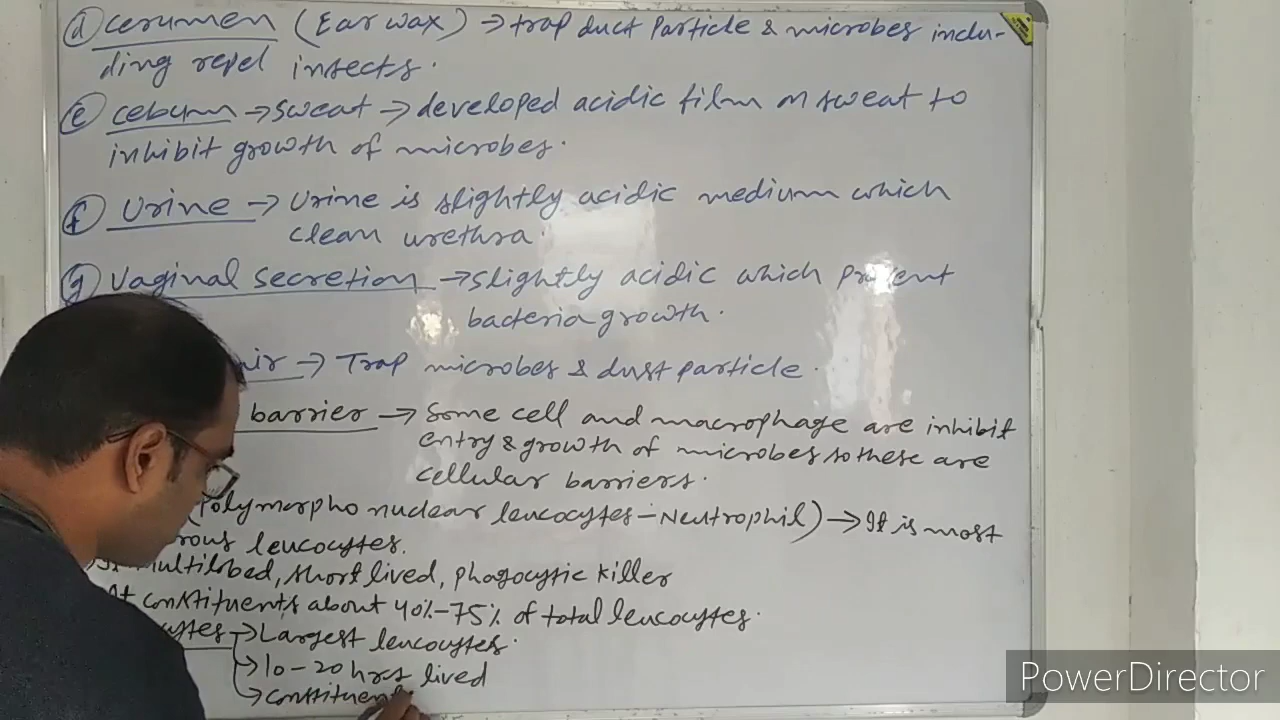 (d) cerumen (Ear wax) → trap duct Particle & microbes inclu-
ding repel insects.
(e) cebum → sweat → developed acidic film on sweat to
inhibit growth of microbes.
(f) Urine → Urine is slightly acidic medium which
clean urethra.
(g) Vaginal secretion → slightly acidic which prevent
bacteria growth.
→ Trap microbes & dust particle.
barrier → Some cell and macrophage are inhibit
entry & growth of microbes so these are
cellular barriers.
(Polymorpho nuclear leucocytes - Neutrophil) → It is most
leucocytes.
multilobed, short lived, phagocytic killer
It constituents about 40%-75% of total leucocytes.
→ Largest leucocytes.
→ 10-20 hrs lived
→ constituent
PowerDirector